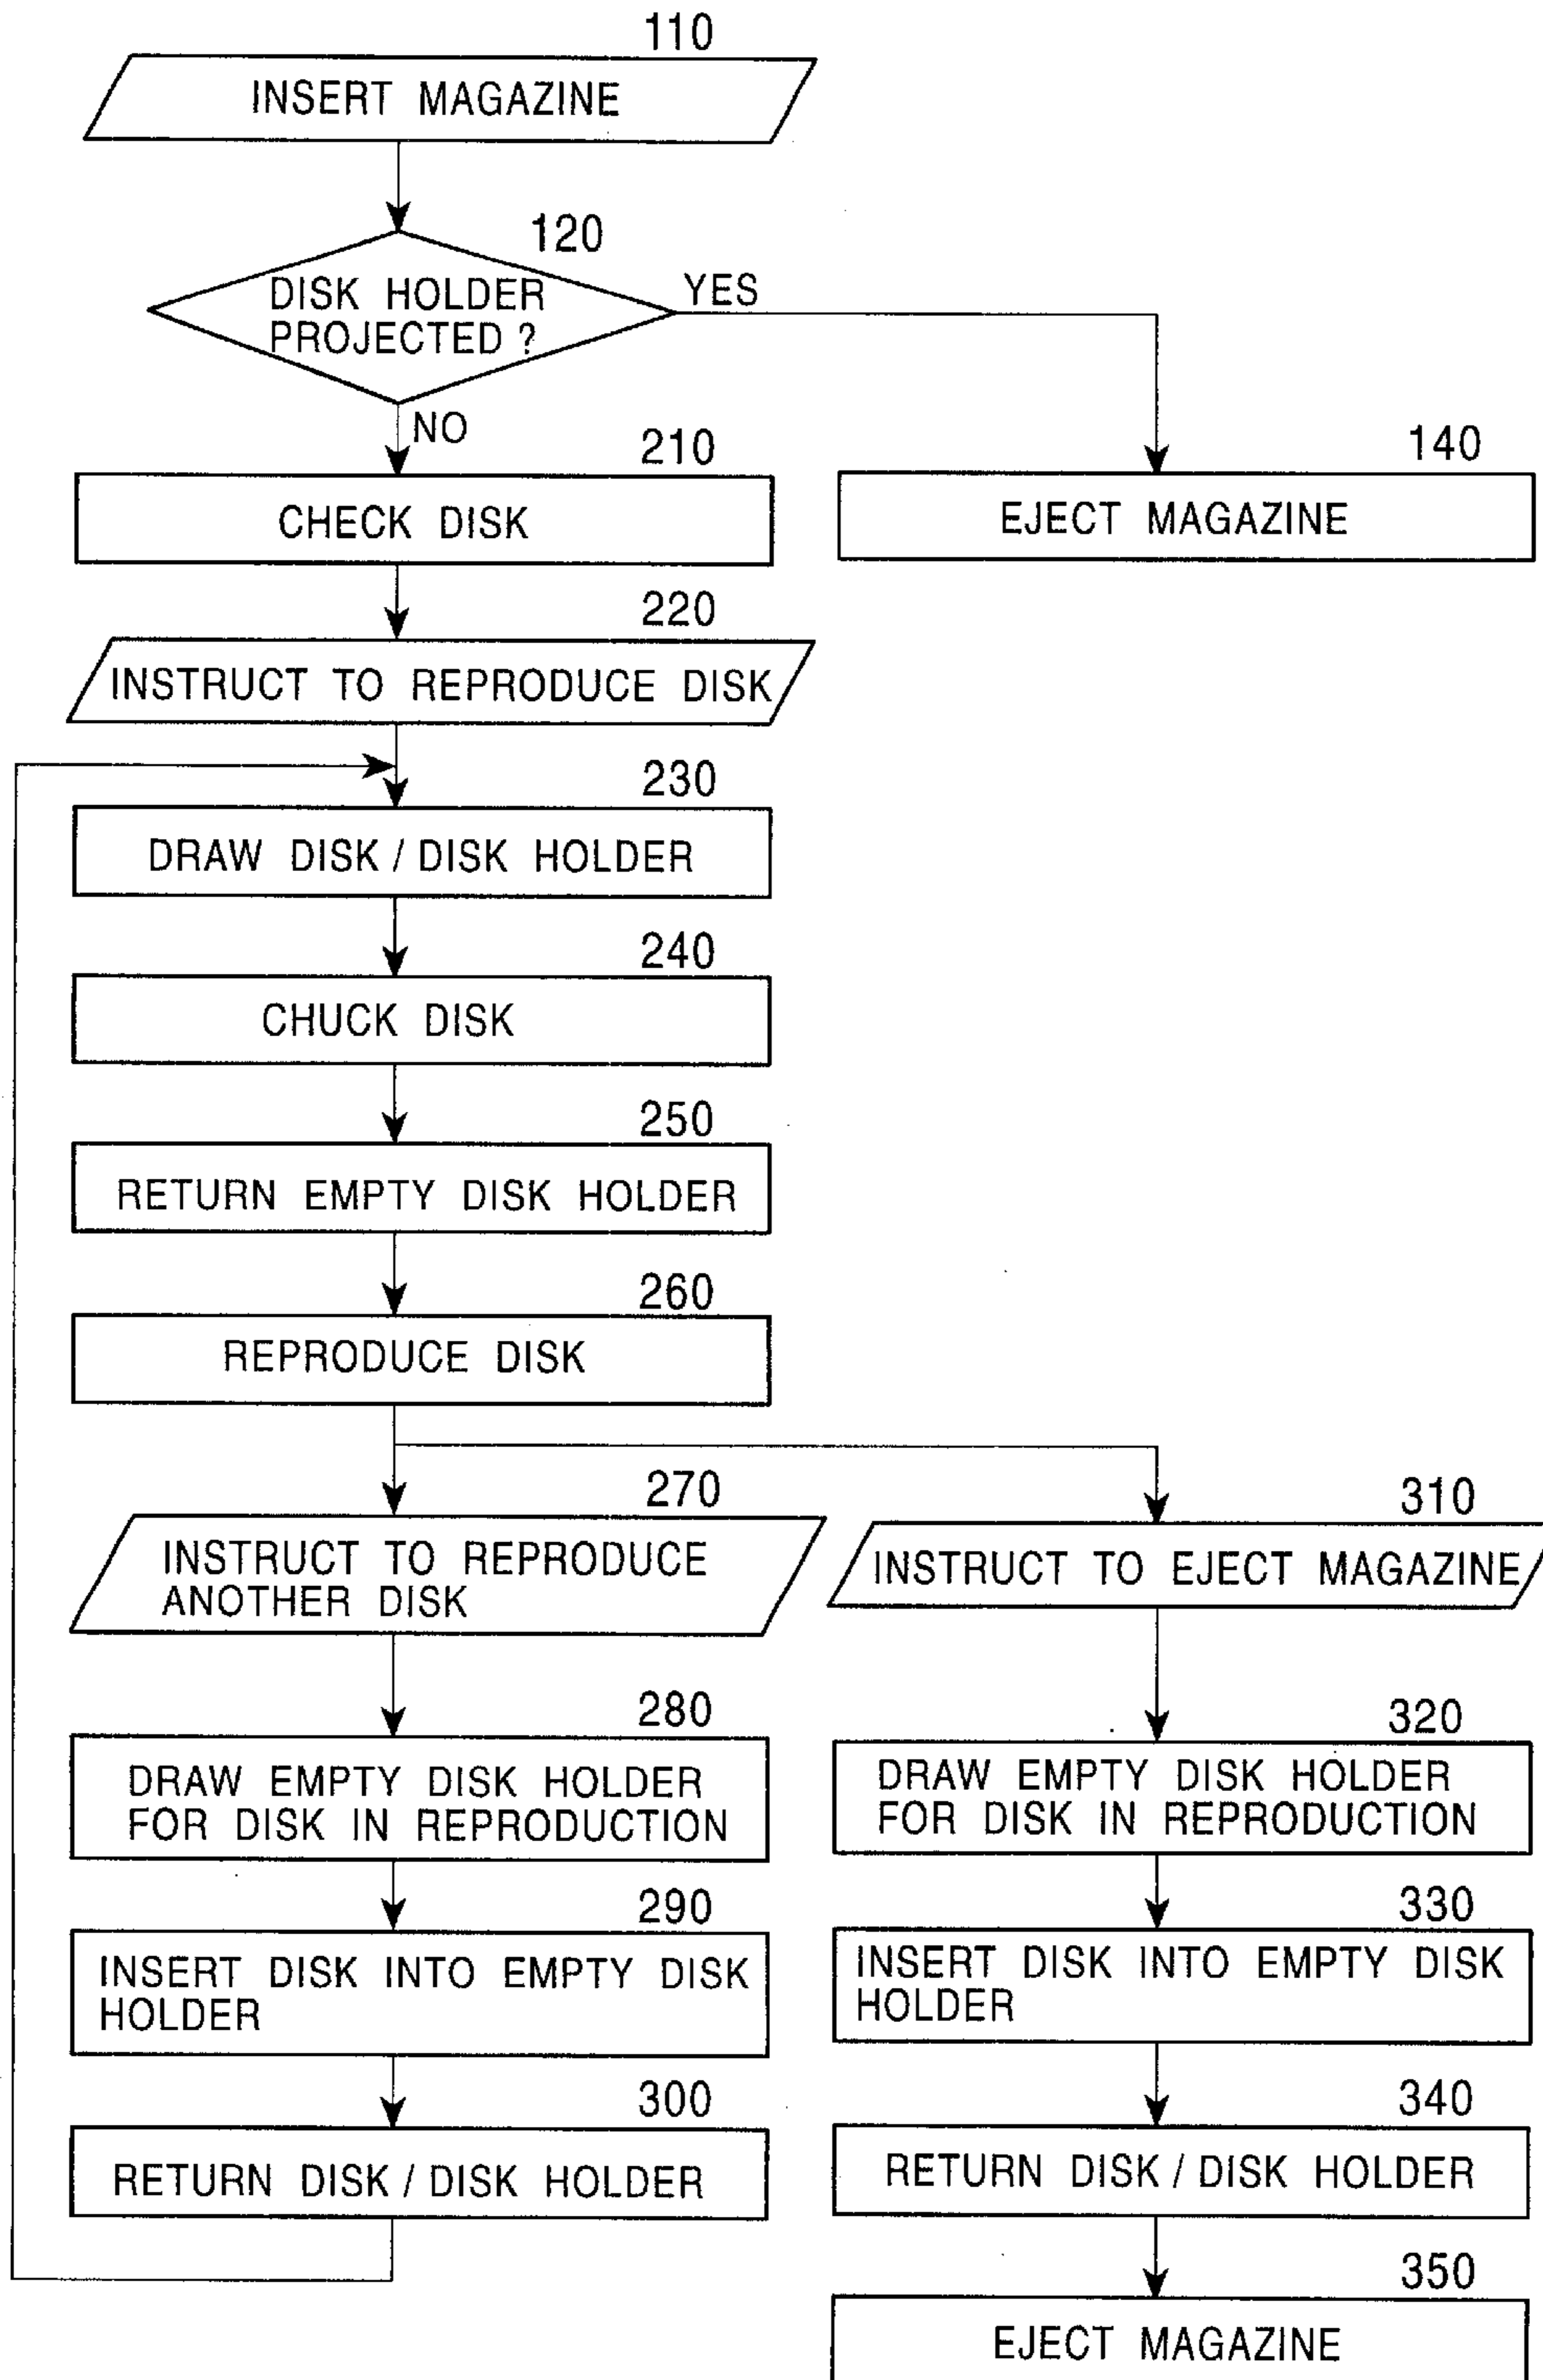 110
INSERT MAGAZINE
120
DISK HOLDER
PROJECTED ?
YES
NO
210
CHECK DISK
140
EJECT MAGAZINE
220
INSTRUCT TO REPRODUCE DISK
230
DRAW DISK / DISK HOLDER
240
CHUCK DISK
250
RETURN EMPTY DISK HOLDER
260
REPRODUCE DISK
270
INSTRUCT TO REPRODUCE
ANOTHER DISK
310
INSTRUCT TO EJECT MAGAZINE
280
DRAW EMPTY DISK HOLDER
FOR DISK IN REPRODUCTION
320
DRAW EMPTY DISK HOLDER
FOR DISK IN REPRODUCTION
290
INSERT DISK INTO EMPTY DISK
HOLDER
330
INSERT DISK INTO EMPTY DISK
HOLDER
300
RETURN DISK / DISK HOLDER
340
RETURN DISK / DISK HOLDER
350
EJECT MAGAZINE